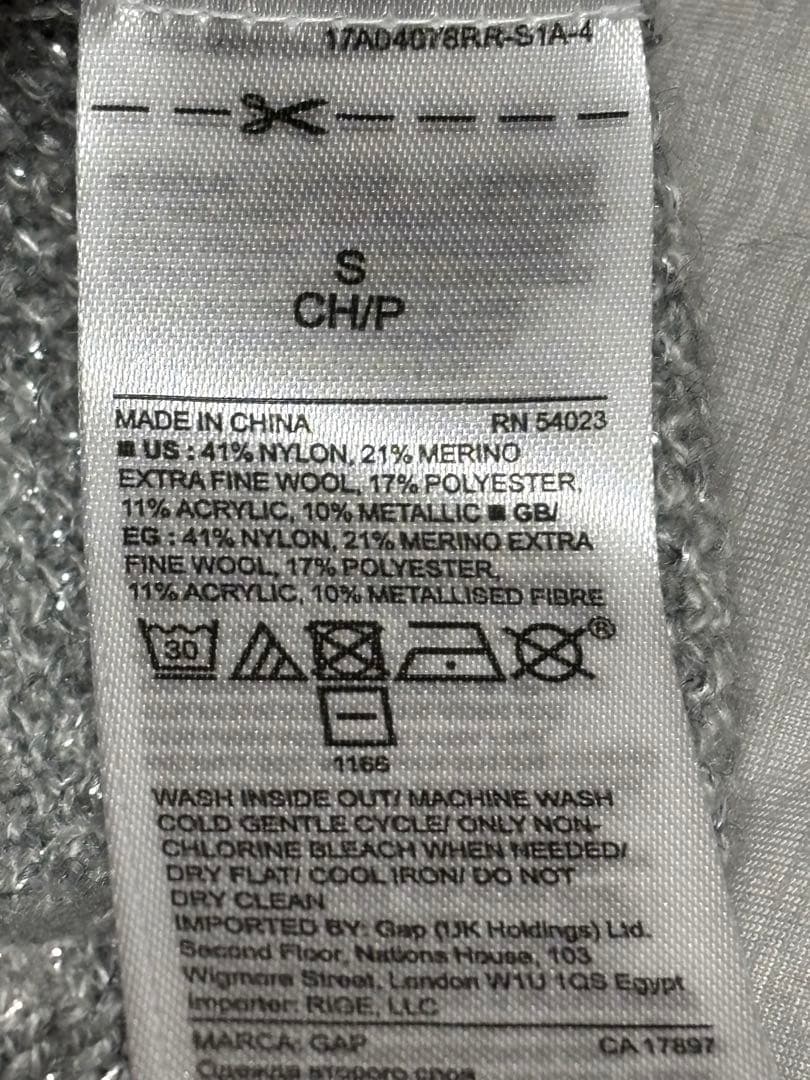 17AD4078RR-S1A-4
S
CH/P
MADE IN CHINA RN 54023
■ US : 41% NYLON, 21% MERINO
EXTRA FINE WOOL, 17% POLYESTER,
11% ACRYLIC, 10% METALLIC ■ GB/
EG : 41% NYLON, 21% MERINO EXTRA
FINE WOOL, 17% POLYESTER,
11% ACRYLIC, 10% METALLISED FIBRE
30
®
1166
WASH INSIDE OUT/ MACHINE WASH
COLD GENTLE CYCLE/ ONLY NON-
CHLORINE BLEACH WHEN NEEDED/
DRY FLAT/ COOL IRON/ DO NOT
DRY CLEAN
IMPORTED BY: Gap (UK Holdings) Ltd.
Second Floor, Nations House, 103
Wigmore Street, London W1U 1QS Egypt
Importer: RIGE, LLC
MARCA: GAP CA 17897
Одежда второго слоя